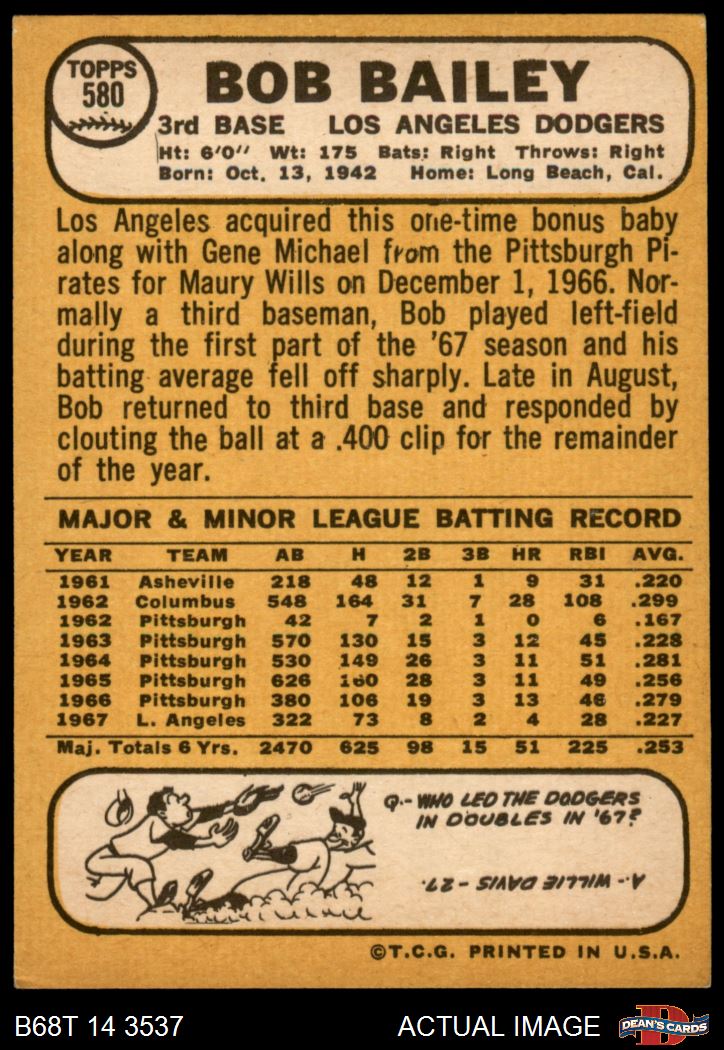 TOPPS
580
BOB BAILEY
3rd BASE LOS ANGELES DODGERS
Ht: 6'0'' Wt: 175 Bats: Right Throws: Right
Born: Oct. 13, 1942 Home: Long Beach, Cal.
Los Angeles acquired this one-time bonus baby
along with Gene Michael from the Pittsburgh Pi-
rates for Maury Wills on December 1, 1966. Nor-
mally a third baseman, Bob played left-field
during the first part of the '67 season and his
batting average fell off sharply. Late in August,
Bob returned to third base and responded by
clouting the ball at a .400 clip for the remainder
of the year.
MAJOR & MINOR LEAGUE BATTING RECORD
YEAR TEAM AB H 2B 3B HR RBI AVG.
1961 Asheville 218 48 12 1 9 31 .220
1962 Columbus 548 164 31 7 28 108 .299
1962 Pittsburgh 42 7 2 1 0 6 .167
1963 Pittsburgh 570 130 15 3 12 45 .228
1964 Pittsburgh 530 149 26 3 11 51 .281
1965 Pittsburgh 626 160 28 3 11 49 .256
1966 Pittsburgh 380 106 19 3 13 46 .279
1967 L. Angeles 322 73 8 2 4 28 .227
Maj. Totals 6 Yrs. 2470 625 98 15 51 225 .253
Q.- WHO LED THE DODGERS
IN DOUBLES IN '67?
A.- WILLIE DAVIS - 27.
©T.C.G. PRINTED IN U.S.A.
B68T 14 3537
ACTUAL IMAGE
D
DEAN'S CARDS